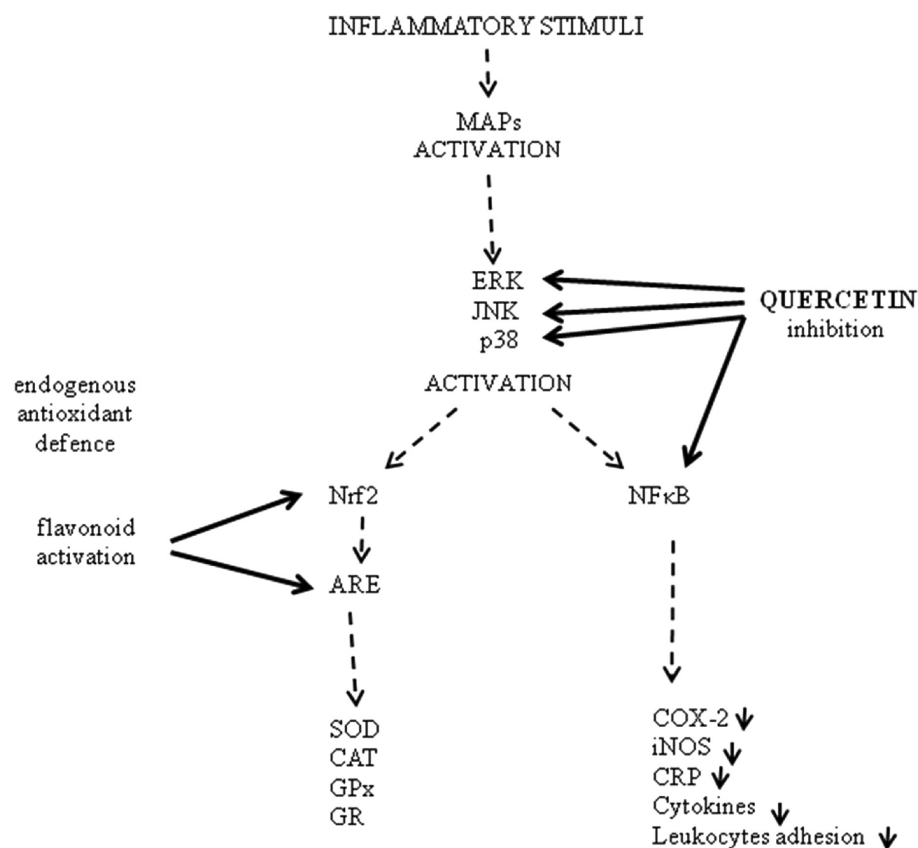 INFLAMMATORY STIMULI
MAPs
ACTIVATION
ERK
JNK
p38
QUERCETIN
inhibition
ACTIVATION
endogenous
antioxidant
defence
Nrf2
NFκB
flavonoid
activation
ARE
SOD
CAT
GPx
GR
COX-2
iNOS
CRP
Cytokines
Leukocytes adhesion